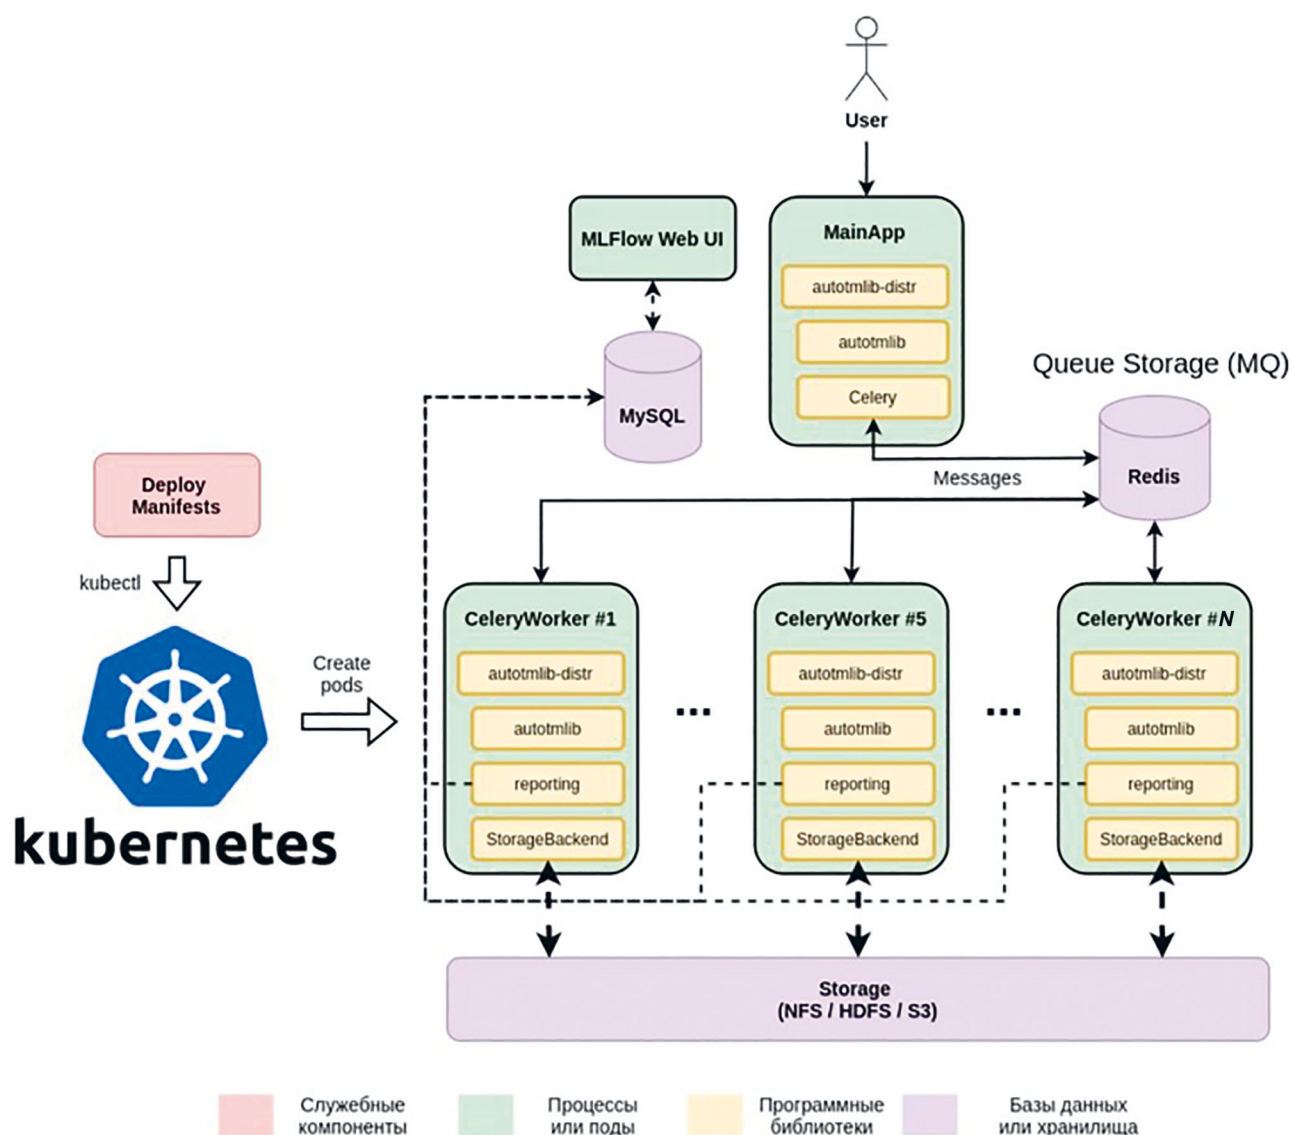 User
MLFlow Web UI
MainApp
autotmlib-distr
autotmlib
Celery
MySQL
Queue Storage (MQ)
Redis
Messages
Deploy
Manifests
kubectl
kubernetes
Create
pods
CeleryWorker #1
autotmlib-distr
autotmlib
reporting
StorageBackend
...
CeleryWorker #5
autotmlib-distr
autotmlib
reporting
StorageBackend
...
CeleryWorker #N
autotmlib-distr
autotmlib
reporting
StorageBackend
Storage
(NFS / HDFS / S3)
Служебные
компоненты
Процессы
или поды
Программные
библиотеки
Базы данных
или хранилища